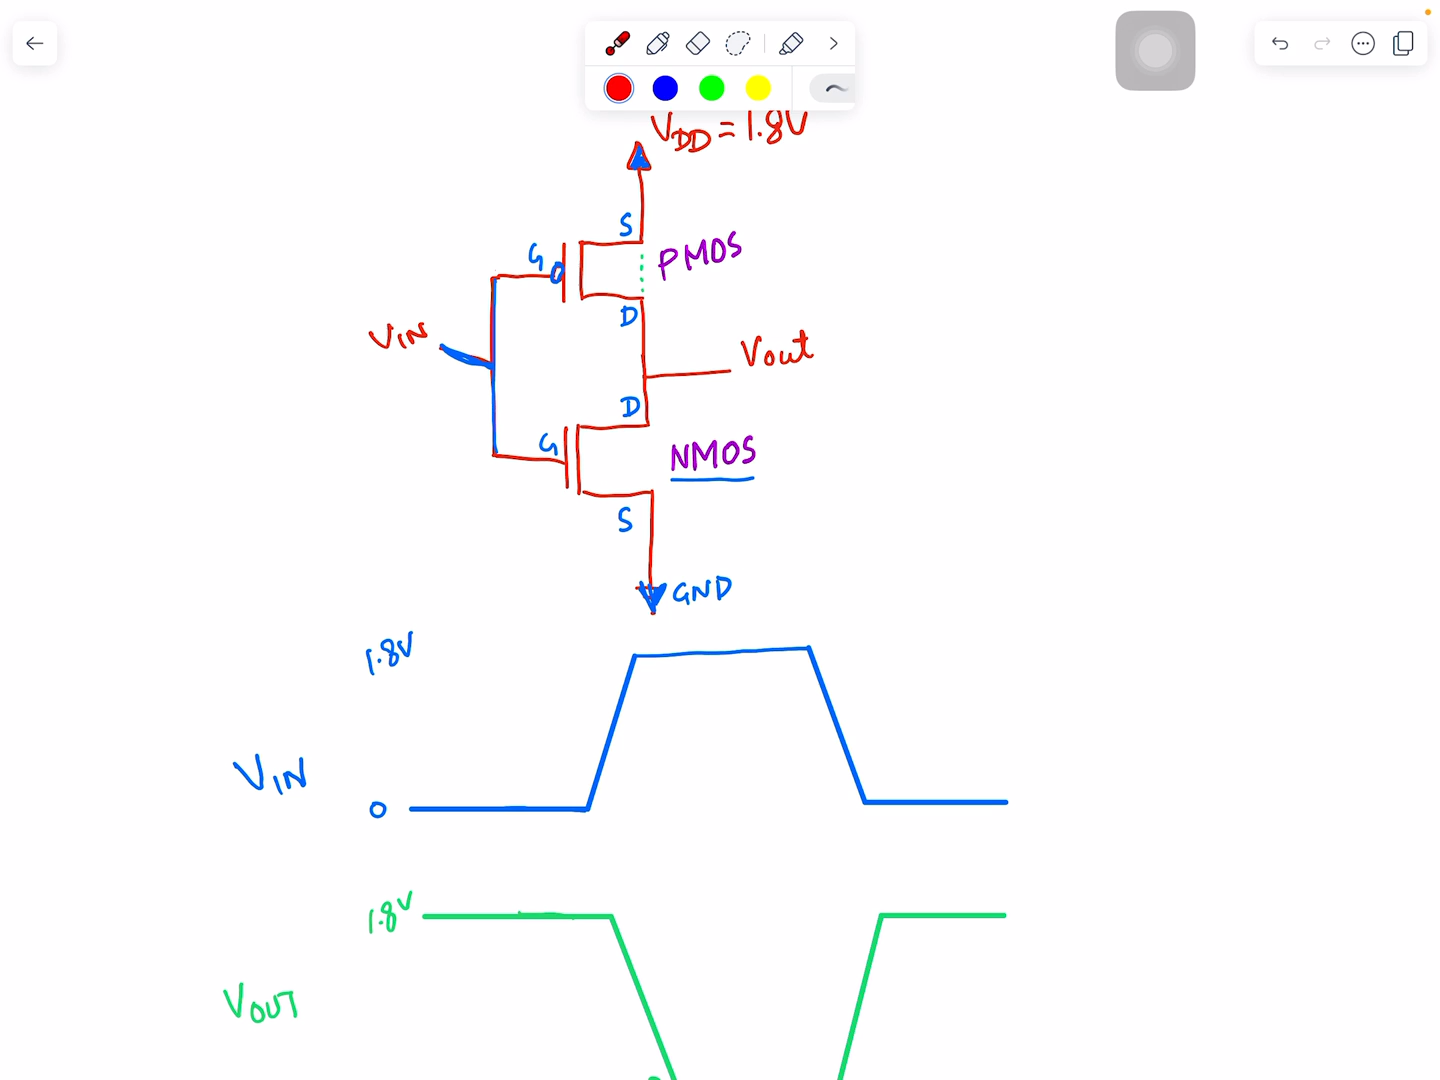 VDD = 1.8V
S
G
PMOS
D
VIN
Vout
D
G
NMOS
S
GND
1.8V
VIN
0
1.8V
VOUT